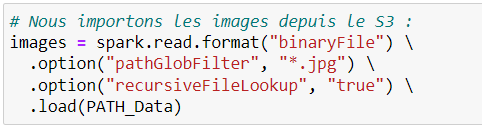 # Nous importons les images depuis le S3 :
images = spark.read.format("binaryFile") \
  .option("pathGlobFilter", "*.jpg") \
  .option("recursiveFileLookup", "true") \
  .load(PATH_Data)